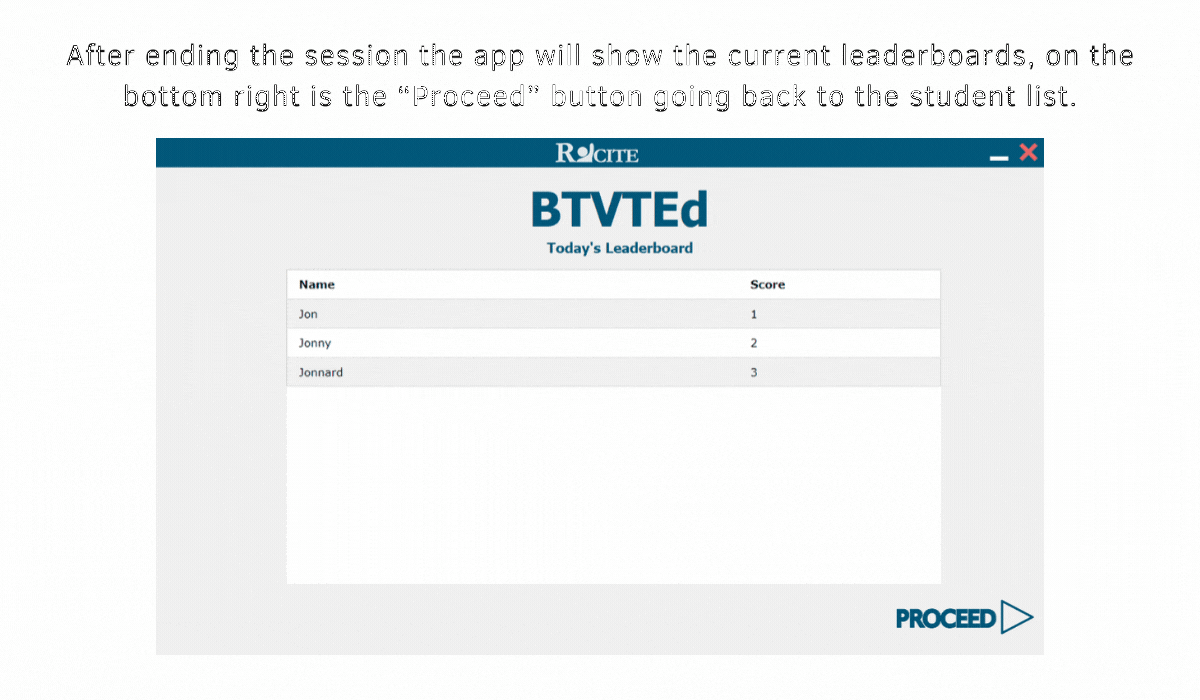 After ending the session the app will show the current leaderboards, on the
bottom right is the “Proceed” button going back to the student list.
ROCITE
BTVTEd
Today's Leaderboard
Name Score
Jon 1
Jonny 2
Jonnard 3
PROCEED